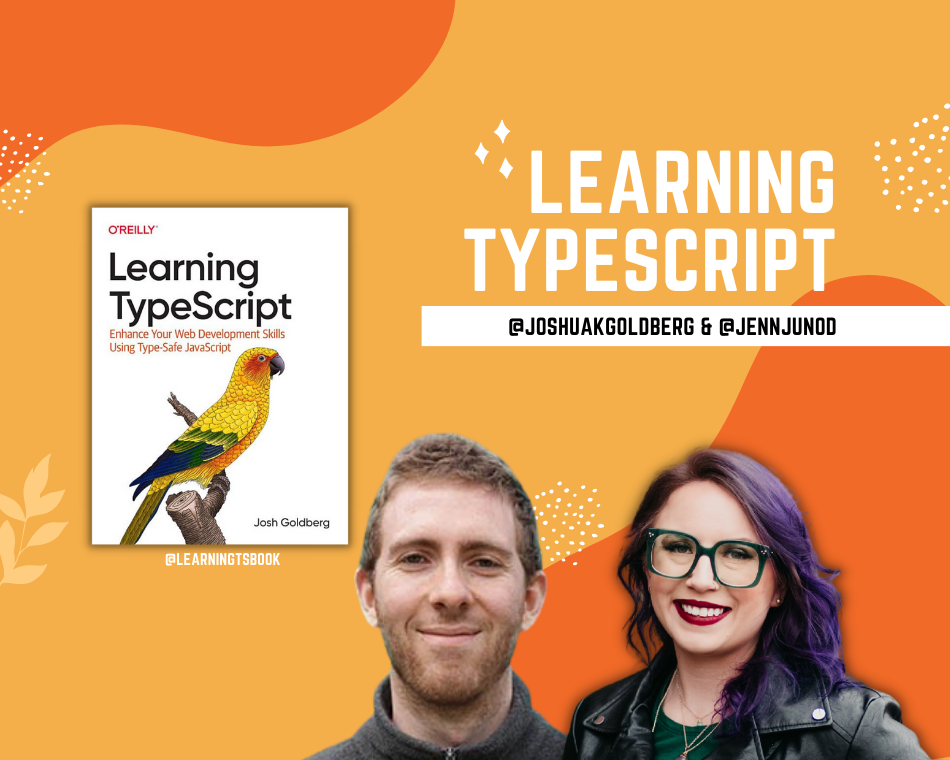 LEARNING
TYPESCRIPT
@JOSHUAKGOLDBERG & @JENNJUNOD
O'REILLY®
Learning
TypeScript
Enhance Your Web Development Skills
Using Type-Safe JavaScript
Josh Goldberg
@LEARNINGTSBOOK